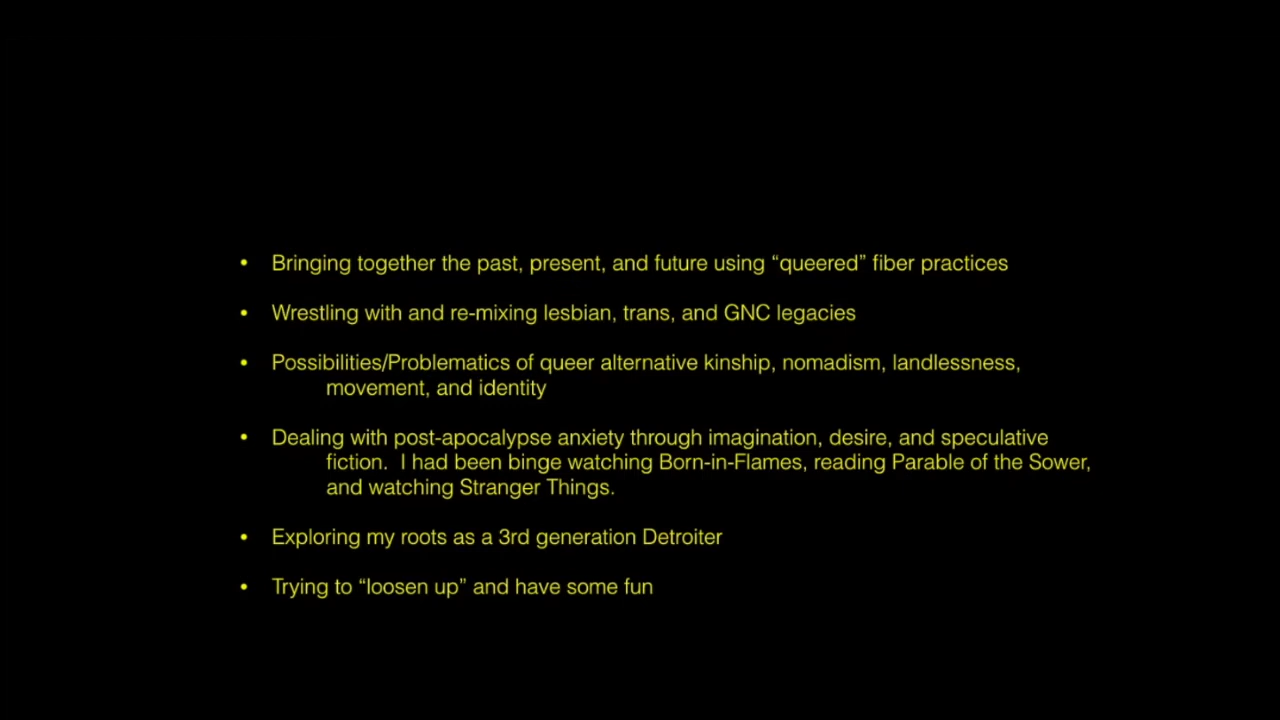 • Bringing together the past, present, and future using “queered” fiber practices
• Wrestling with and re-mixing lesbian, trans, and GNC legacies
• Possibilities/Problematics of queer alternative kinship, nomadism, landlessness,
movement, and identity
• Dealing with post-apocalypse anxiety through imagination, desire, and speculative
fiction.  I had been binge watching Born-in-Flames, reading Parable of the Sower,
and watching Stranger Things.
• Exploring my roots as a 3rd generation Detroiter
• Trying to “loosen up” and have some fun